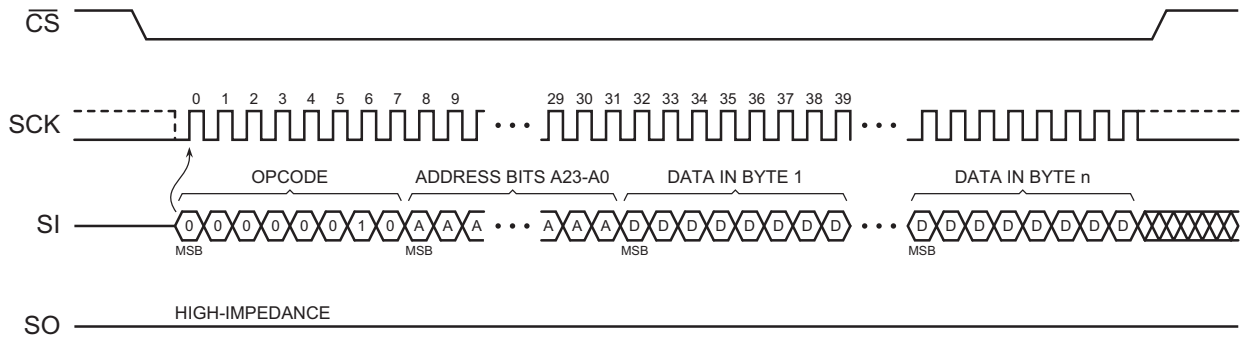 CS
0 1 2 3 4 5 6 7 8 9 29 30 31 32 33 34 35 36 37 38 39
SCK
OPCODE ADDRESS BITS A23-A0 DATA IN BYTE 1 DATA IN BYTE n
SI 0 0 0 0 0 0 1 0 A A A A A A D D D D D D D D D D D D D D D D
MSB MSB MSB MSB
HIGH-IMPEDANCE
SO